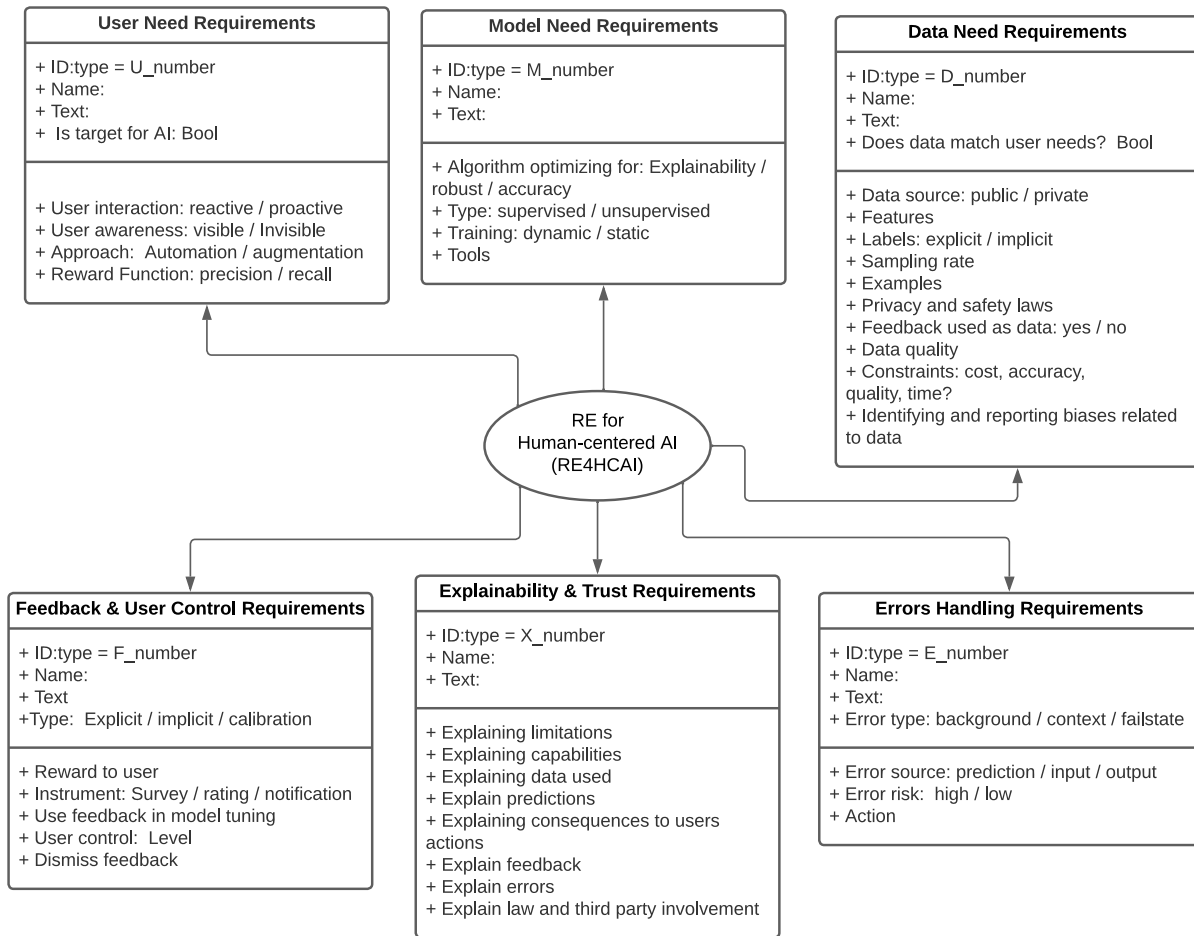 User Need Requirements
+ ID:type = U_number
+ Name:
+ Text:
+  Is target for AI: Bool
+ User interaction: reactive / proactive
+ User awareness: visible / Invisible
+ Approach:  Automation / augmentation
+ Reward Function: precision / recall
Model Need Requirements
+ ID:type = M_number
+ Name:
+ Text:
+ Algorithm optimizing for: Explainability /
robust / accuracy
+ Type: supervised / unsupervised
+ Training: dynamic / static
+ Tools
Data Need Requirements
+ ID:type = D_number
+ Name:
+ Text:
+ Does data match user needs?  Bool
+ Data source: public / private
+ Features
+ Labels: explicit / implicit
+ Sampling rate
+ Examples
+ Privacy and safety laws
+ Feedback used as data: yes / no
+ Data quality
+ Constraints: cost, accuracy,
quality, time?
+ Identifying and reporting biases related
to data
RE for
Human-centered AI
(RE4HCAI)
Feedback & User Control Requirements
+ ID:type = F_number
+ Name:
+ Text
+Type:  Explicit / implicit / calibration
+ Reward to user
+ Instrument: Survey / rating / notification
+ Use feedback in model tuning
+ User control:  Level
+ Dismiss feedback
Explainability & Trust Requirements
+ ID:type = X_number
+ Name:
+ Text:
+ Explaining limitations
+ Explaining capabilities
+ Explaining data used
+ Explain predictions
+ Explaining consequences to users
actions
+ Explain feedback
+ Explain errors
+ Explain law and third party involvement
Errors Handling Requirements
+ ID:type = E_number
+ Name:
+ Text:
+ Error type: background / context / failstate
+ Error source: prediction / input / output
+ Error risk:  high / low
+ Action